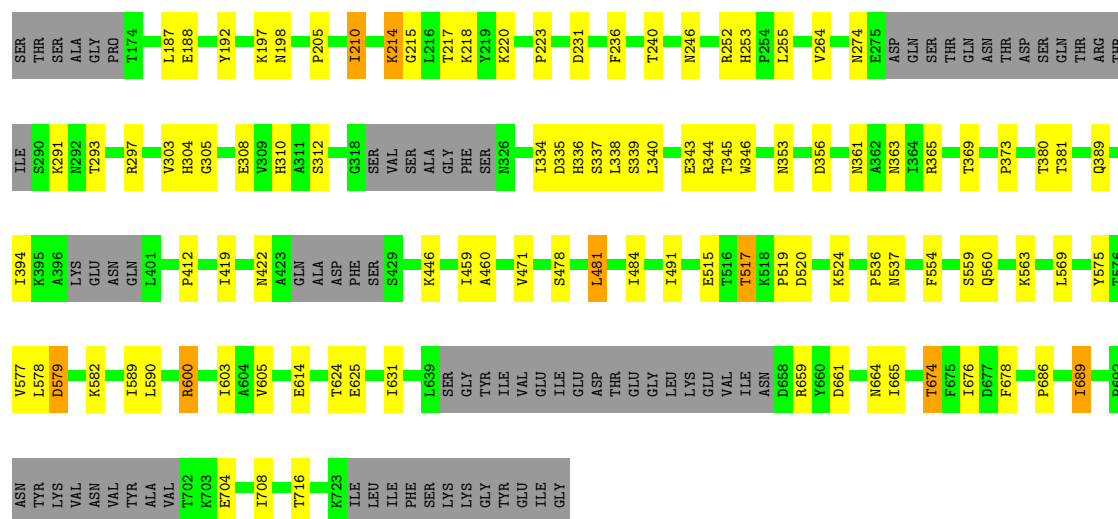 SER THR SER ALA GLY PRO T174 L187 E188 Y192 K197 N198 P205 I210 K214 G215 L216 T217 K218 Y219 K220 P223 D231 F236 T240 N246 R252 H253 P254 L255 V264 N274 E275 ASP GLN SER THR GLN ASN THR ASP SER GLN THR ARG THR
ILE S290 K291 N292 T293 R297 V303 H304 G305 E308 V309 H310 A311 S312 G318 SER VAL SER ALA GLY PHE SER N326 I334 D335 H336 S337 L338 S339 L340 E343 R344 T345 W346 N353 D356 N361 A362 N363 I364 R365 T369 P373 T380 T381 Q389
I394 K395 A396 LYS GLU ASN GLN L401 P412 I419 N422 A423 GLN ALA ASP PHE SER S429 K446 I459 A460 V471 S478 L481 I484 I491 E515 T516 T517 K518 P519 D520 K524 P536 N537 F554 S559 Q560 K563 L569 Y575 T576
V577 L578 D579 K582 I589 L590 R600 I603 A604 V605 E614 T624 E625 I631 L639 SER GLY TYR ILE VAL GLU ILE GLU ASP THR GLU GLY LEU LYS GLU VAL ILE ASN D658 R659 Y660 D661 N664 I665 T674 F675 I676 D677 F678 P686 I689
ASN TYR LYS VAL ASN VAL TYR ALA VAL T702 K703 E704 I708 T716 K723 ILE LEU ILE PHE SER LYS LYS GLY TYR GLU ILE GLY